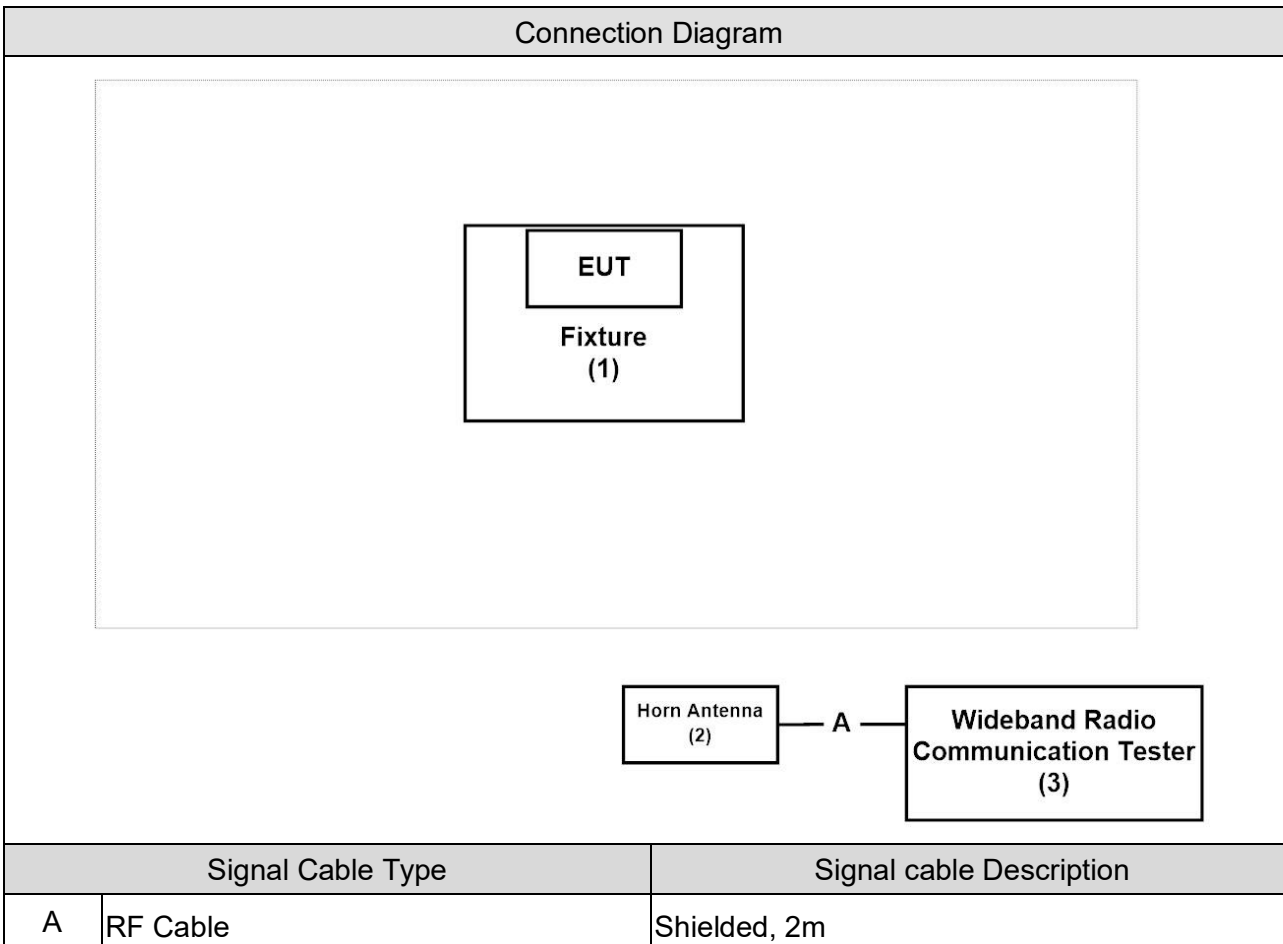 Connection Diagram
EUT
Fixture
(1)
Horn Antenna
(2)
A
Wideband Radio
Communication Tester
(3)
Signal Cable Type
Signal cable Description
A
RF Cable
Shielded, 2m